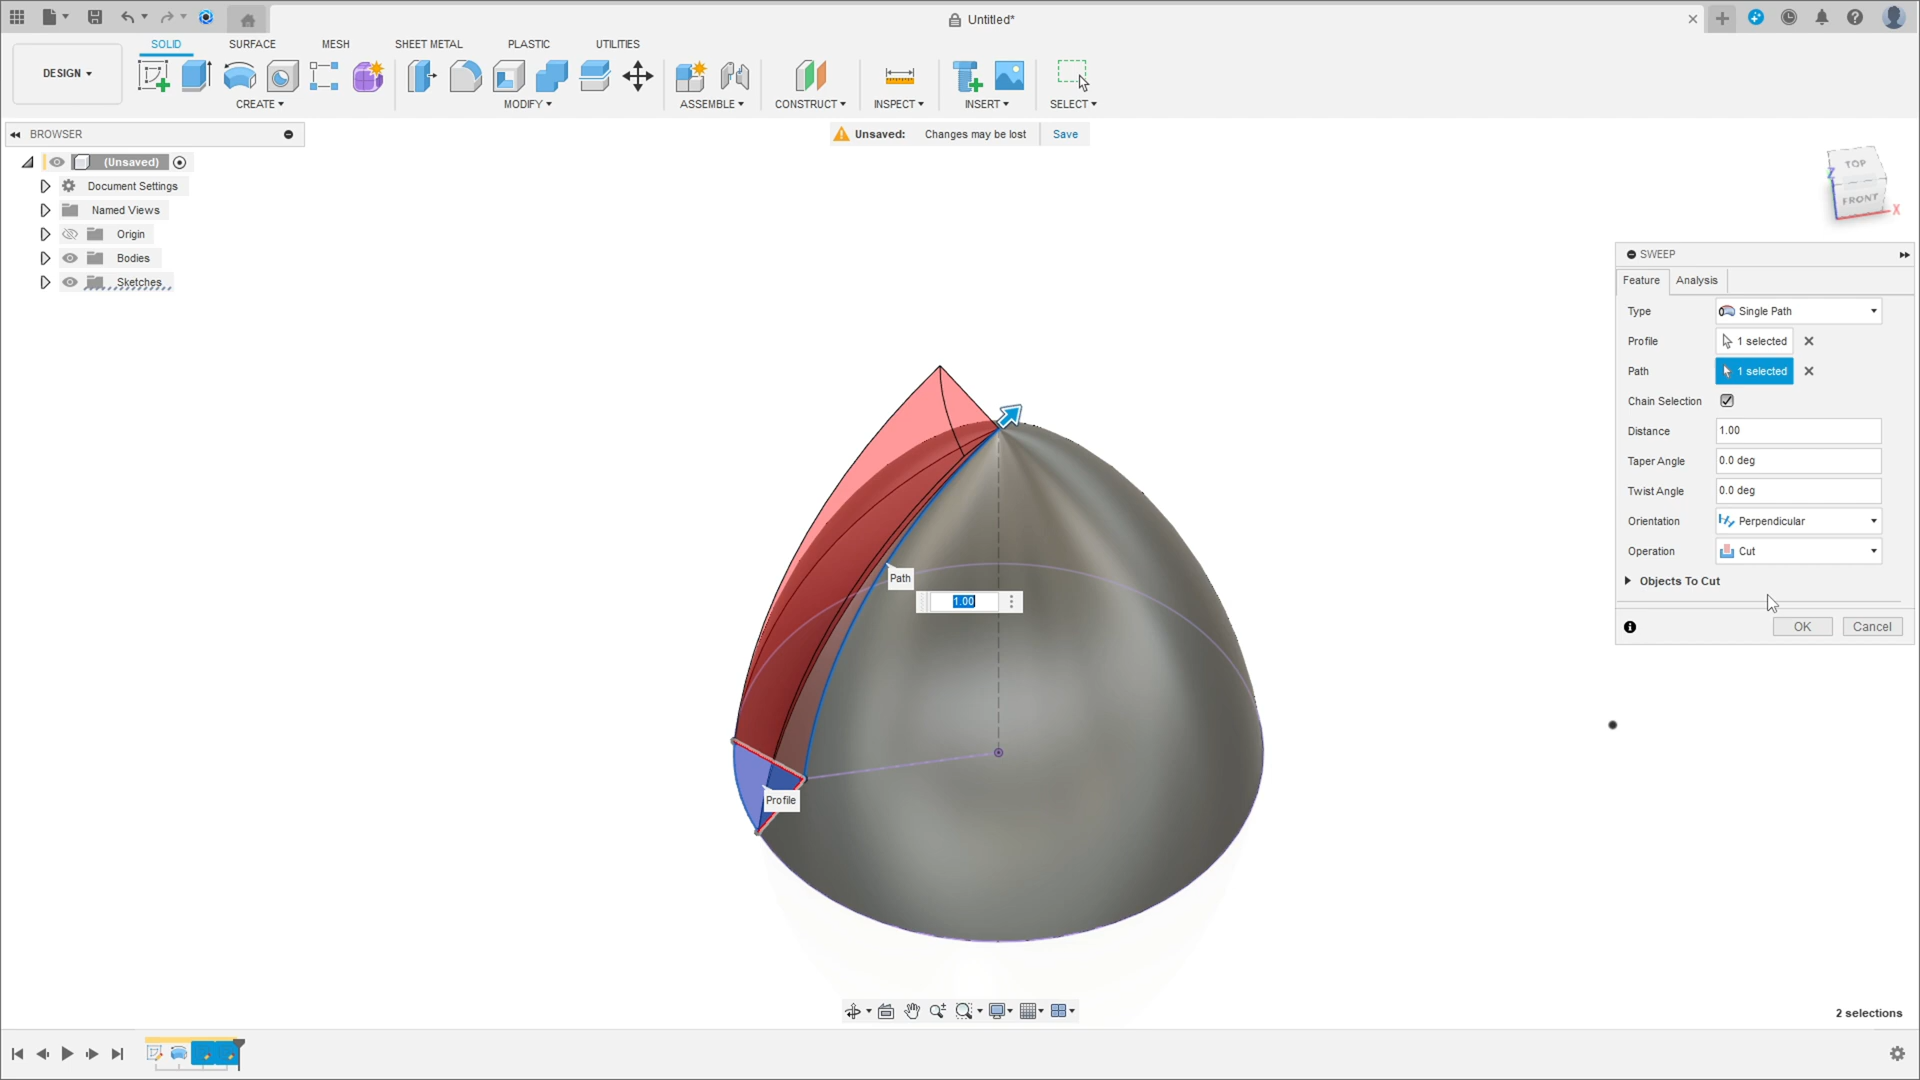 Untitled*
DESIGN
SOLID
SURFACE
MESH
SHEET METAL
PLASTIC
UTILITIES
CREATE
MODIFY
ASSEMBLE
CONSTRUCT
INSPECT
INSERT
SELECT
BROWSER
Unsaved: Changes may be lost Save
(Unsaved)
Document Settings
Named Views
Origin
Bodies
Sketches
TOP
FRONT
Z
X
SWEEP
Feature Analysis
Type Single Path
Profile 1 selected
Path 1 selected
Chain Selection
Distance 1.00
Taper Angle 0.0 deg
Twist Angle 0.0 deg
Orientation Perpendicular
Operation Cut
Objects To Cut
OK Cancel
Path
1.00
Profile
2 selections